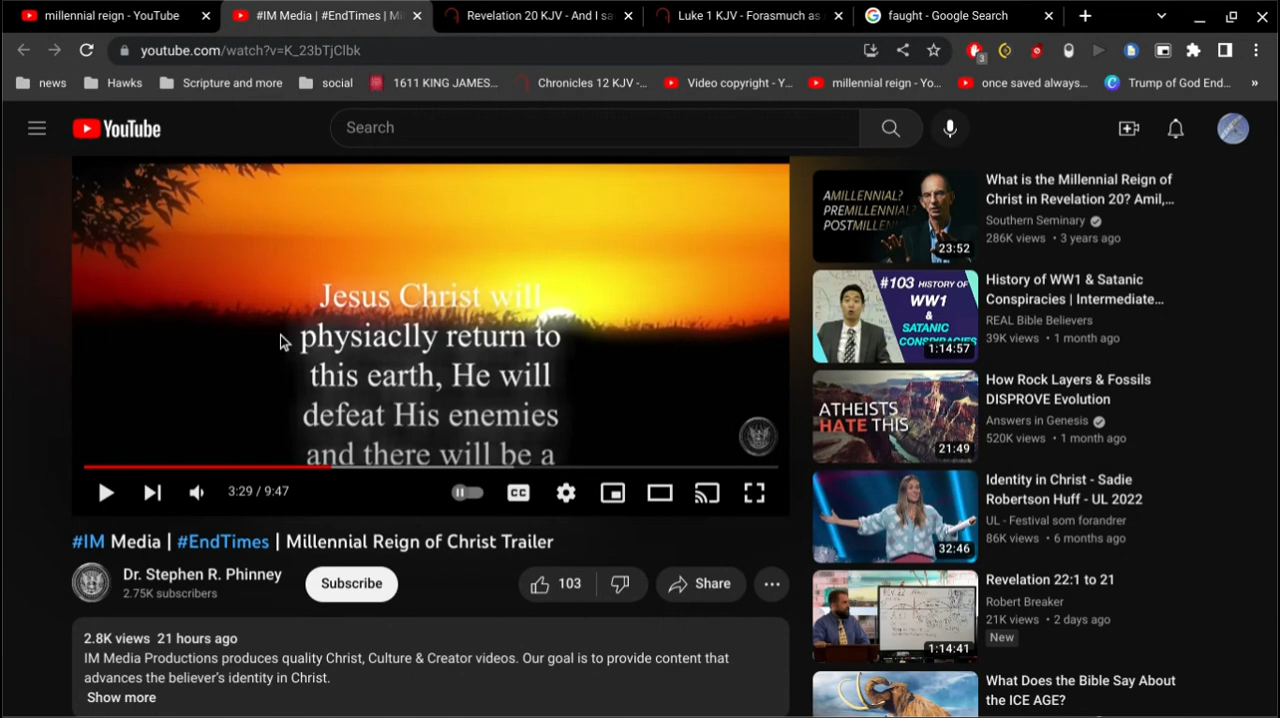 millennial reign - YouTube
#IM Media | #EndTimes | Mi
Revelation 20 KJV - And I sa
Luke 1 KJV - Forasmuch as
faught - Google Search
youtube.com/watch?v=K_23bTjClbk
3
news
Hawks
Scripture and more
social
1611 KING JAMES...
Chronicles 12 KJV -...
Video copyright - Y...
millennial reign - Yo...
once saved always...
Trump of God End...
»
YouTube
Search
Jesus Christ will
physiaclly return to
this earth, He will
defeat His enemies
and there will be a
3:29 / 9:47
CC
#IM Media | #EndTimes | Millennial Reign of Christ Trailer
Dr. Stephen R. Phinney
2.75K subscribers
Subscribe
103
Share
2.8K views 21 hours ago
IM Media Productions produces quality Christ, Culture & Creator videos. Our goal is to provide content that
advances the believer's identity in Christ.
Show more
AMILLENNIAL?
PREMILLENNIAL?
POSTMILLEN
23:52
What is the Millennial Reign of
Christ in Revelation 20? Amil,...
Southern Seminary
286K views • 3 years ago
#103 HISTORY OF
WW1
&
SATANIC
CONSPIRACIES
1:14:57
History of WW1 & Satanic
Conspiracies | Intermediate...
REAL Bible Believers
39K views • 1 month ago
ATHEISTS
HATE THIS
21:49
How Rock Layers & Fossils
DISPROVE Evolution
Answers in Genesis
520K views • 1 month ago
32:46
Identity in Christ - Sadie
Robertson Huff - UL 2022
UL - Festival som forandrer
86K views • 6 months ago
1:14:41
Revelation 22:1 to 21
Robert Breaker
21K views • 2 days ago
New
What Does the Bible Say About
the ICE AGE?